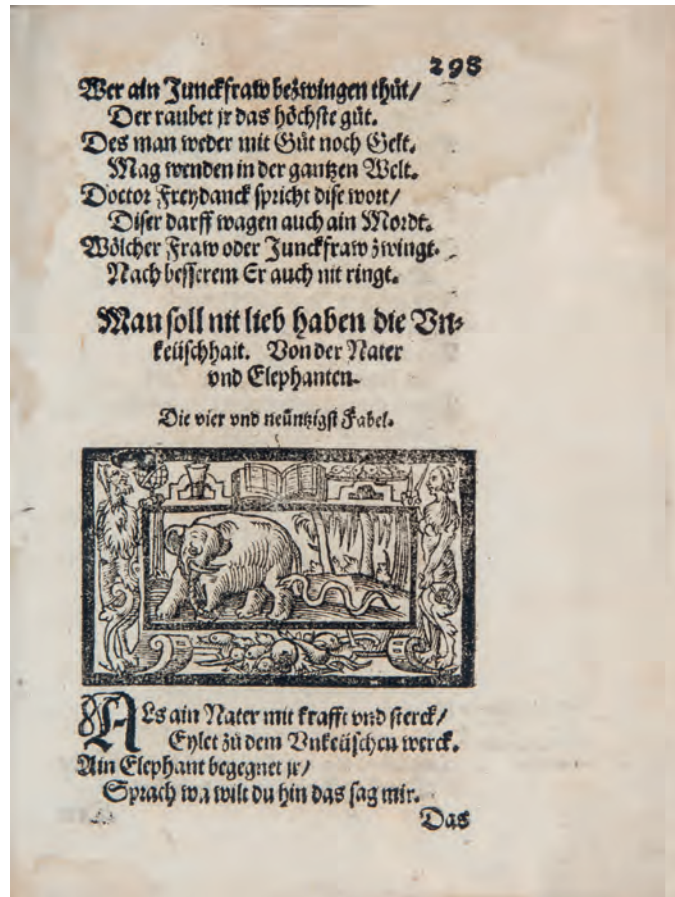 298
Wer ain Junckfraw bezwingen thůt/
Der raubet jr das höchste gůt.
Des man weder mit Gůt noch Gelt.
Mag wenden in der gantzen Welt.
Doctor Freydanck spricht dise wort/
Diser darff wagen auch ain Mordt.
Wölcher Fraw oder Junckfraw zwingt.
Nach besserem Er auch nit ringt.
Man soll nit lieb haben die Vn⸗
keüschhait. Von der Nater
vnd Elephanten.
Die vier vnd neüntzigst Fabel.
ALs ain Nater mit krafft vnd sterck/
Eylet zů dem Vnkeüschen werck.
Ain Elephant begegnet jr/
Sprach wa wilt du hin das sag mir.
Das